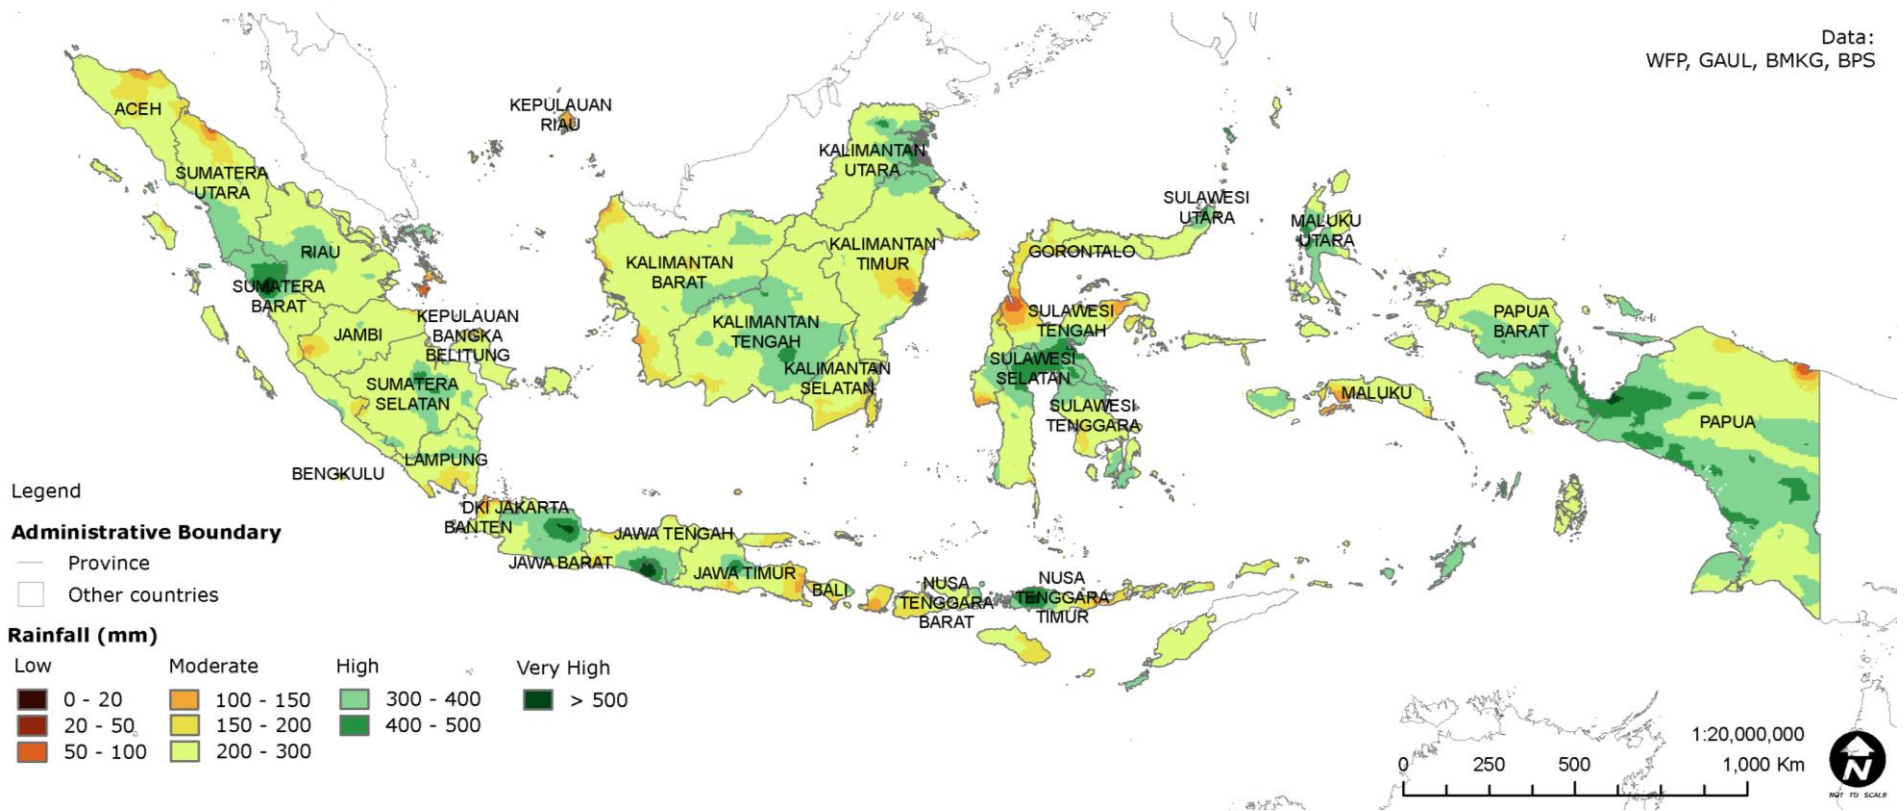 Data:
WFP, GAUL, BMKG, BPS
ACEH
KEPULAUAN
RIAU
SUMATERA
UTARA
KALIMANTAN
UTARA
SULAWESI
UTARA
MALUKU
UTARA
RIAU
KALIMANTAN
BARAT
KALIMANTAN
TIMUR
GORONTALO
SUMATERA
BARAT
JAMBI
KEPULAUAN
BANGKA
BELITUNG
KALIMANTAN
TENGAH
SULAWESI
TENGAH
PAPUA
BARAT
SUMATERA
SELATAN
KALIMANTAN
SELATAN
SULAWESI
SELATAN
SULAWESI
TENGGARA
MALUKU
PAPUA
BENGKULU
LAMPUNG
DKI JAKARTA
BANTEN
JAWA BARAT
JAWA TENGAH
JAWA TIMUR
BALI
NUSA
TENGGARA
BARAT
NUSA
TENGGARA
TIMUR
Legend
Administrative Boundary
Province
Other countries
Rainfall (mm)
Low
0 - 20
20 - 50
50 - 100
Moderate
100 - 150
150 - 200
200 - 300
High
300 - 400
400 - 500
Very High
> 500
1:20,000,000
0 250 500 1,000 Km
N
NOT TO SCALE